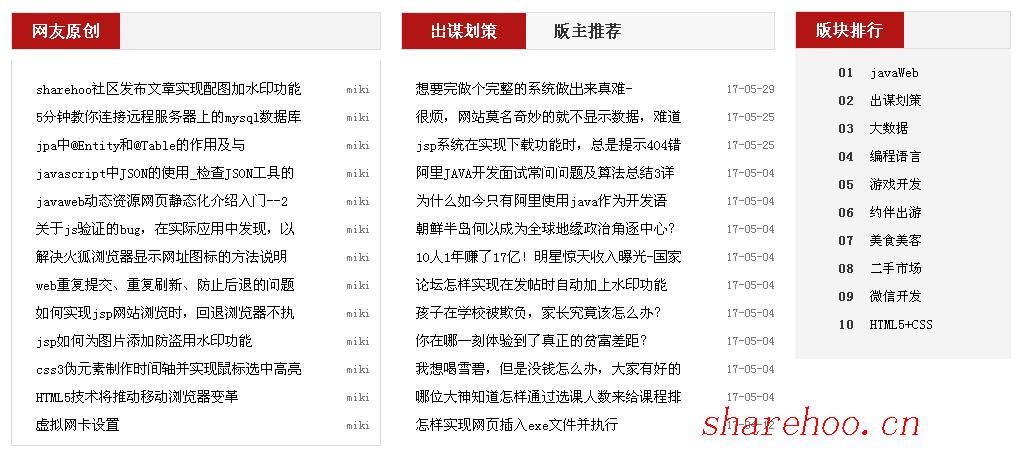 网友原创
sharehoo社区发布文章实现配图加水印功能 miki
5分钟教你连接远程服务器上的mysql数据库 miki
jpa中@Entity和@Table的作用及与 miki
javascript中JSON的使用_检查JSON工具的 miki
javaweb动态资源网页静态化介绍入门--2 miki
关于js验证的bug，在实际应用中发现，以 miki
解决火狐浏览器显示网址图标的方法说明 miki
web重复提交、重复刷新、防止后退的问题 miki
如何实现jsp网站浏览时，回退浏览器不执 miki
jsp如何为图片添加防盗用水印功能 miki
css3伪元素制作时间轴并实现鼠标选中高亮 miki
HTML5技术将推动移动浏览器变革 miki
虚拟网卡设置 miki
出谋划策 版主推荐
想要完做个完整的系统做出来真难- 17-05-29
很烦，网站莫名奇妙的就不显示数据，难道 17-05-25
jsp系统在实现下载功能时，总是提示404错 17-05-25
阿里JAVA开发面试常问问题及算法总结3详 17-05-04
为什么如今只有阿里使用java作为开发语 17-05-04
朝鲜半岛何以成为全球地缘政治角逐中心？ 17-05-04
10人1年赚了17亿！明星惊天收入曝光-国家 17-05-04
论坛怎样实现在发帖时自动加上水印功能 17-05-04
孩子在学校被欺负，家长究竟该怎么办？ 17-05-04
你在哪一刻体验到了真正的贫富差距？ 17-05-04
我想喝雪碧，但是没钱怎么办，大家有好的 17-05-04
哪位大神知道怎样通过选课人数来给课程排 17-05-04
怎样实现网页插入exe文件并执行
版块排行
01 javaWeb
02 出谋划策
03 大数据
04 编程语言
05 游戏开发
06 约伴出游
07 美食美客
08 二手市场
09 微信开发
10 HTML5+CSS
sharehoo.cn